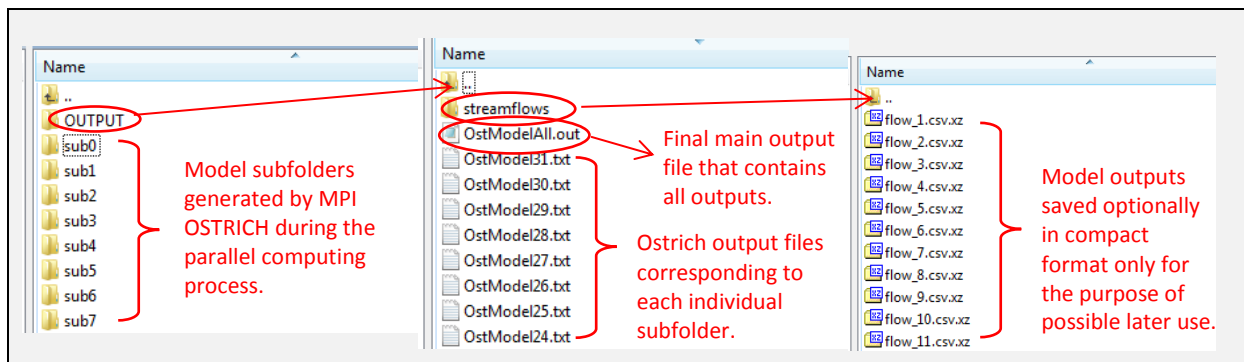 Name
..
OUTPUT
sub0
sub1
sub2
sub3
sub4
sub5
sub6
sub7
Model subfolders
generated by MPI
OSTRICH during the
parallel computing
process.
Name
..
streamflows
OstModelAll.out
OstModel31.txt
OstModel30.txt
OstModel29.txt
OstModel28.txt
OstModel27.txt
OstModel26.txt
OstModel25.txt
OstModel24.txt
Final main output
file that contains
all outputs.
Ostrich output files
corresponding to
each individual
subfolder.
Name
..
flow_1.csv.xz
flow_2.csv.xz
flow_3.csv.xz
flow_4.csv.xz
flow_5.csv.xz
flow_6.csv.xz
flow_7.csv.xz
flow_8.csv.xz
flow_9.csv.xz
flow_10.csv.xz
flow_11.csv.xz
Model outputs
saved optionally
in compact
format only for
the purpose of
possible later use.